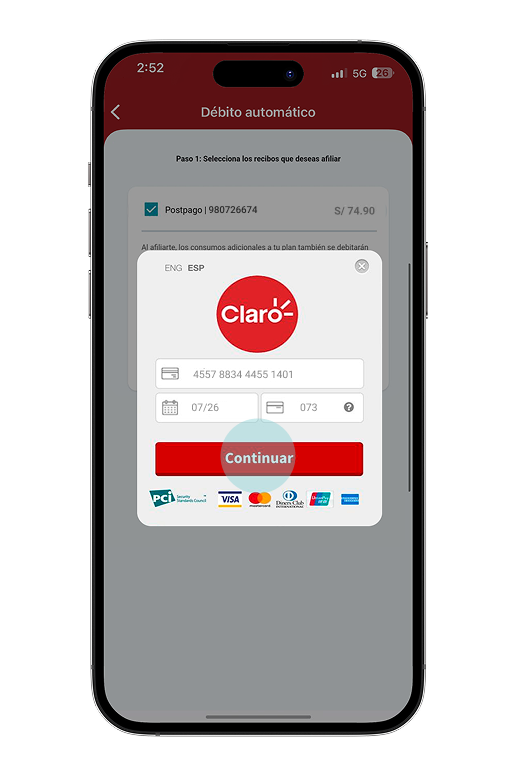 2:52
5G 26
Débito automático
Paso 1: Selecciona los recibos que deseas afiliar
Postpago | 980726674 S/ 74.90
Al afiliarte, los consumos adicionales a tu plan también se debitarán
ENG ESP
Claro
4557 8834 4455 1401
07/26 073 ?
Continuar
PCI Security Standards Council
VISA mastercard Diners Club INTERNATIONAL UnionPay